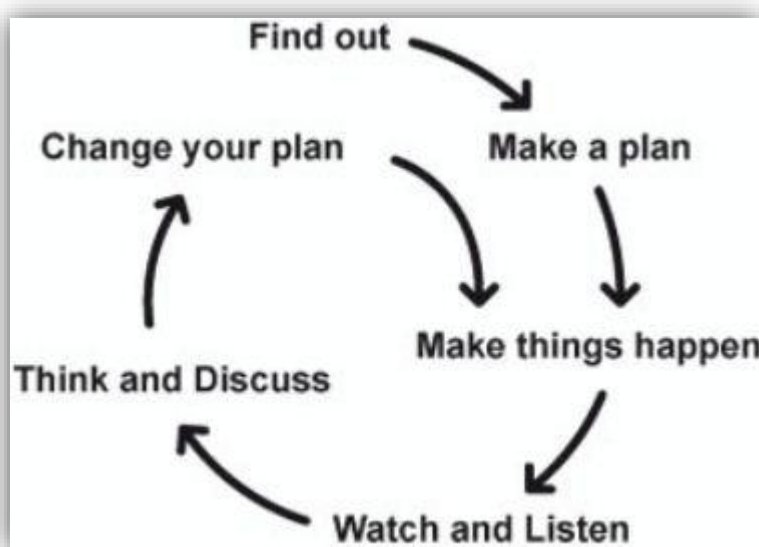 Find out
Make a plan
Change your plan
Make things happen
Think and Discuss
Watch and Listen